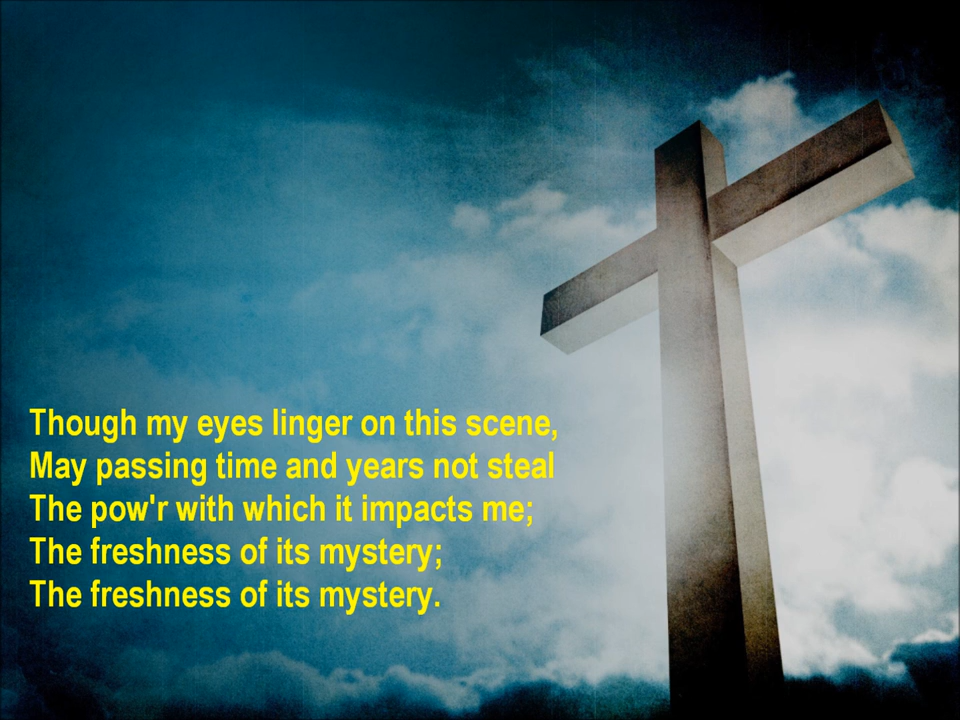 Though my eyes linger on this scene,
May passing time and years not steal
The pow'r with which it impacts me;
The freshness of its mystery;
The freshness of its mystery.